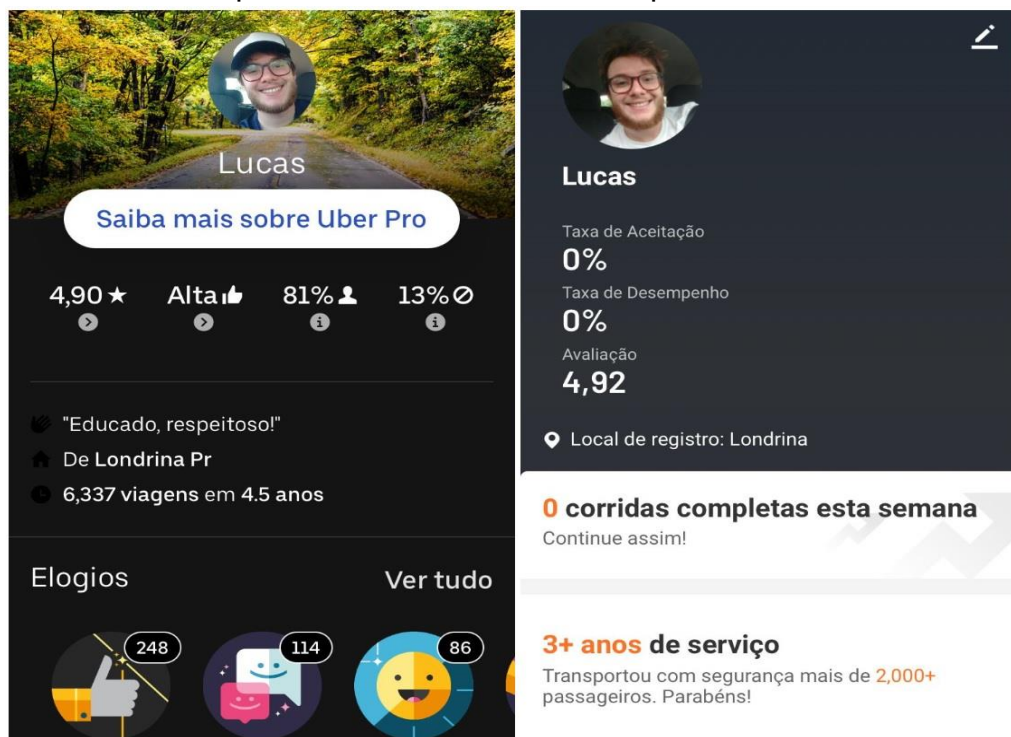 Lucas
Saiba mais sobre Uber Pro
4,90 ★ Alta 81% 13%
"Educado, respeitoso!"
De Londrina Pr
6,337 viagens em 4.5 anos
Elogios Ver tudo
248 114 86
Lucas
Taxa de Aceitação
0%
Taxa de Desempenho
0%
Avaliação
4,92
Local de registro: Londrina
0 corridas completas esta semana
Continue assim!
3+ anos de serviço
Transportou com segurança mais de 2,000+
passageiros. Parabéns!